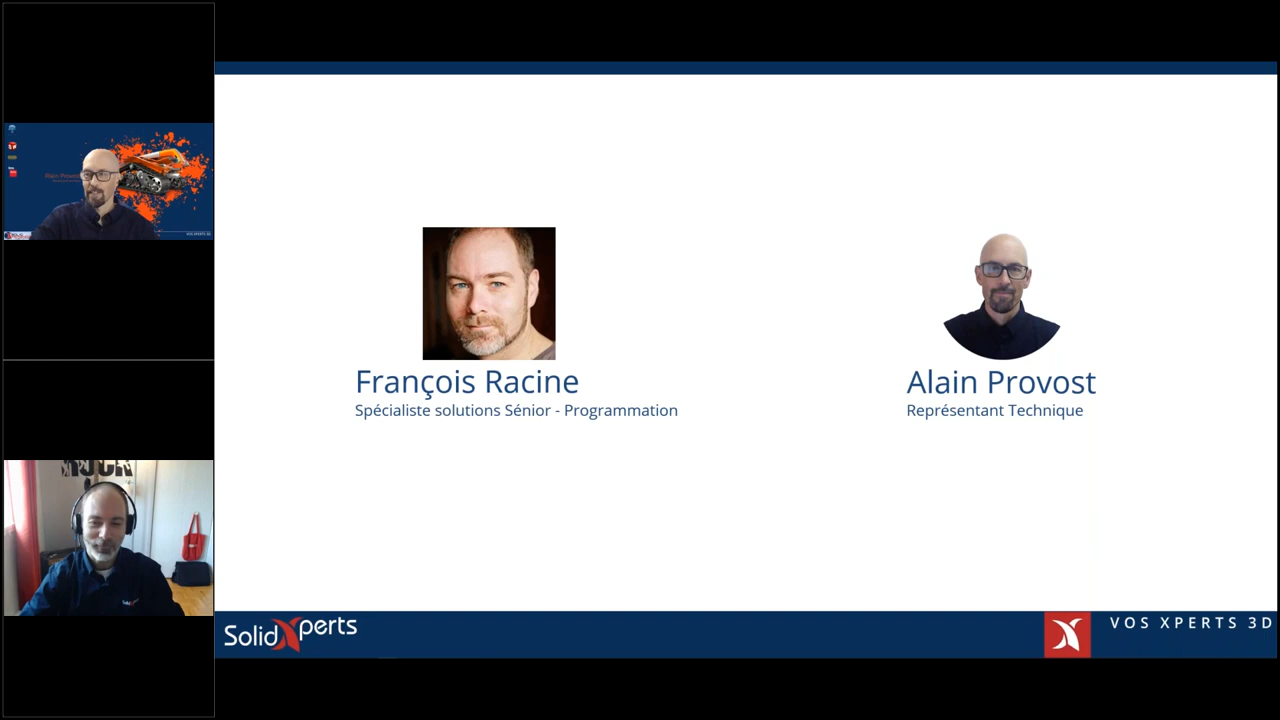 François Racine
Spécialiste solutions Sénior - Programmation
Alain Provost
Représentant Technique
SolidXperts
VOS XPERTS 3D